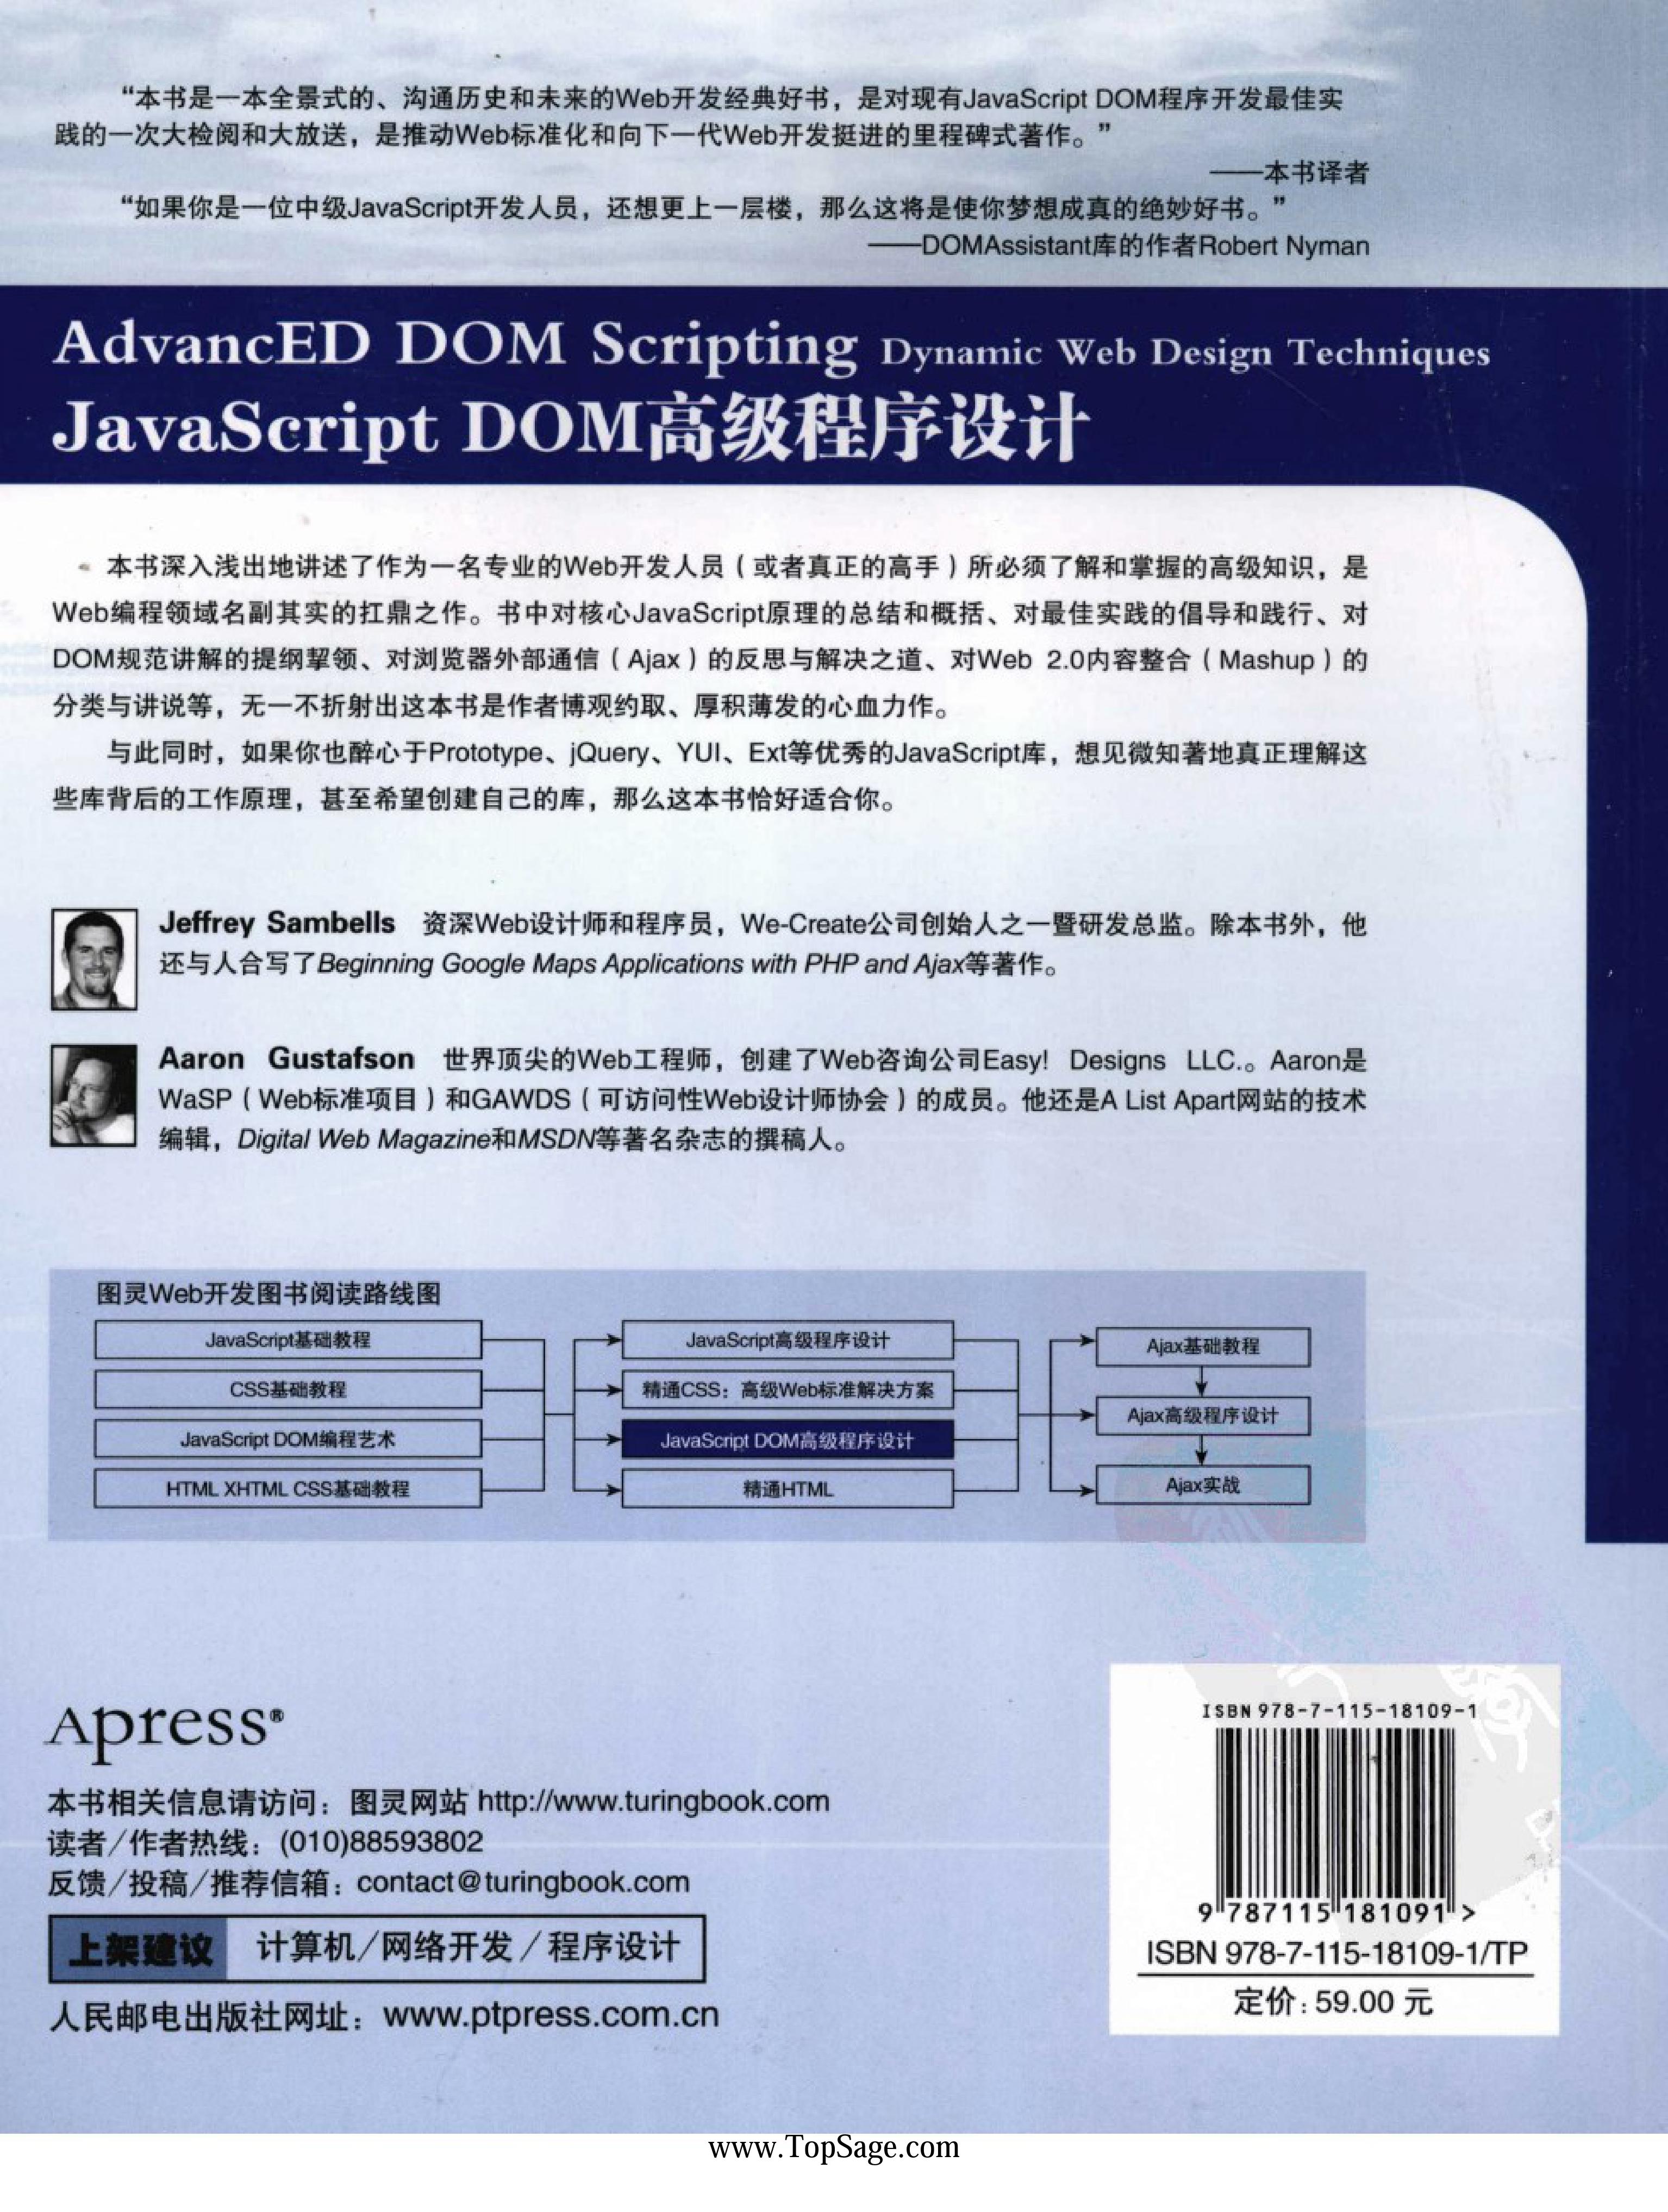 “本书是一本全景式的、沟通历史和未来的Web开发经典好书，是对现有JavaScript DOM程序开发最佳实
践的一次大检阅和大放送，是推动Web标准化和向下一代Web开发挺进的里程碑式著作。”
——本书译者
“如果你是一位中级JavaScript开发人员，还想更上一层楼，那么这将是使你梦想成真的绝妙好书。”
——DOMAssistant库的作者Robert Nyman
AdvancED DOM Scripting Dynamic Web Design Techniques
JavaScript DOM高级程序设计
本书深入浅出地讲述了作为一名专业的Web开发人员（或者真正的高手）所必须了解和掌握的高级知识，是
Web编程领域名副其实的扛鼎之作。书中对核心JavaScript原理的总结和概括、对最佳实践的倡导和践行、对
DOM规范讲解的提纲挈领、对浏览器外部通信（Ajax）的反思与解决之道、对Web 2.0内容整合（Mashup）的
分类与讲说等，无一不折射出这本书是作者博观约取、厚积薄发的心血力作。
与此同时，如果你也醉心于Prototype、jQuery、YUI、Ext等优秀的JavaScript库，想见微知著地真正理解这
些库背后的工作原理，甚至希望创建自己的库，那么这本书恰好适合你。
Jeffrey Sambells 资深Web设计师和程序员，We-Create公司创始人之一暨研发总监。除本书外，他
还与人合写了Beginning Google Maps Applications with PHP and Ajax等著作。
Aaron Gustafson 世界顶尖的Web工程师，创建了Web咨询公司Easy! Designs LLC.。Aaron是
WaSP（Web标准项目）和GAWDS（可访问性Web设计师协会）的成员。他还是A List Apart网站的技术
编辑，Digital Web Magazine和MSDN等著名杂志的撰稿人。
图灵Web开发图书阅读路线图
JavaScript基础教程
CSS基础教程
JavaScript DOM编程艺术
HTML XHTML CSS基础教程
JavaScript高级程序设计
精通CSS：高级Web标准解决方案
JavaScript DOM高级程序设计
精通HTML
Ajax基础教程
Ajax高级程序设计
Ajax实战
Apress®
本书相关信息请访问：图灵网站 http://www.turingbook.com
读者/作者热线：(010)88593802
反馈/投稿/推荐信箱：contact@turingbook.com
上架建议 计算机/网络开发/程序设计
人民邮电出版社网址：www.ptpress.com.cn
ISBN 978-7-115-18109-1
9 787115 181091 >
ISBN 978-7-115-18109-1/TP
定价：59.00 元
www.TopSage.com